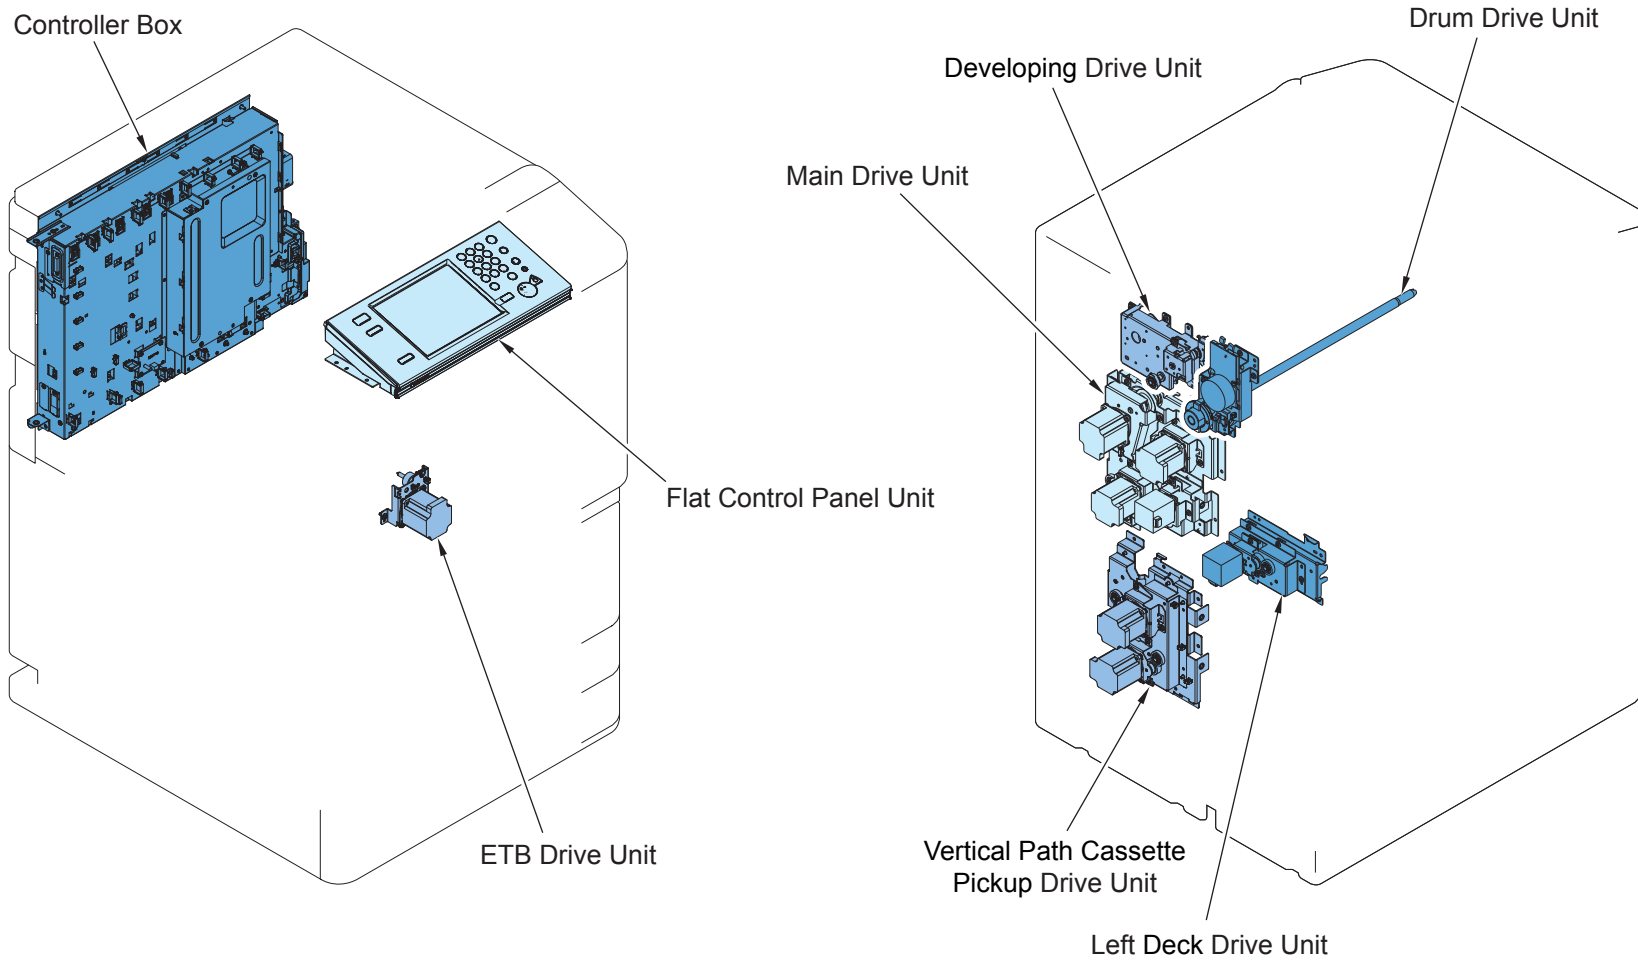 Controller Box
Drum Drive Unit
Developing Drive Unit
Main Drive Unit
Flat Control Panel Unit
ETB Drive Unit
Vertical Path Cassette
Pickup Drive Unit
Left Deck Drive Unit